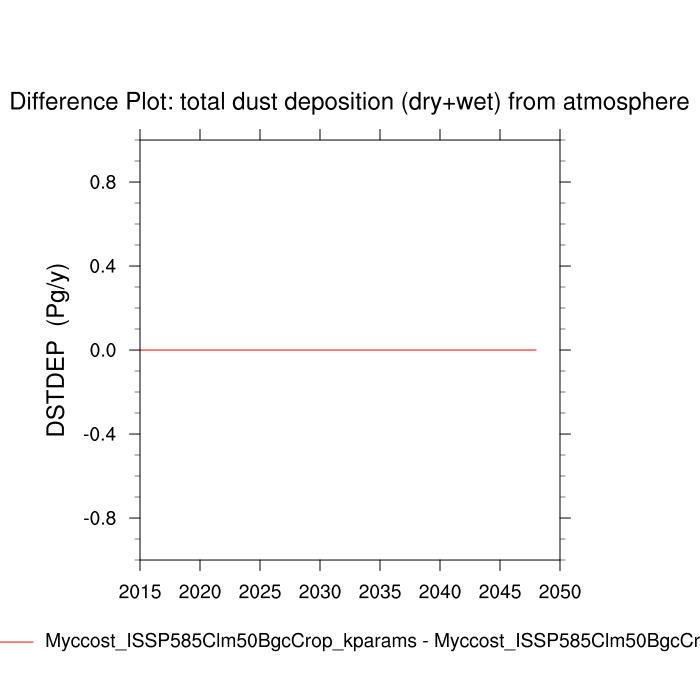 Difference Plot: total dust deposition (dry+wet) from atmosphere
DSTDEP (Pg/y)
0.8
0.4
0.0
-0.4
-0.8
2015 2020 2025 2030 2035 2040 2045 2050
Myccost_ISSP585Clm50BgcCrop_kparams - Myccost_ISSP585Clm50BgcCr